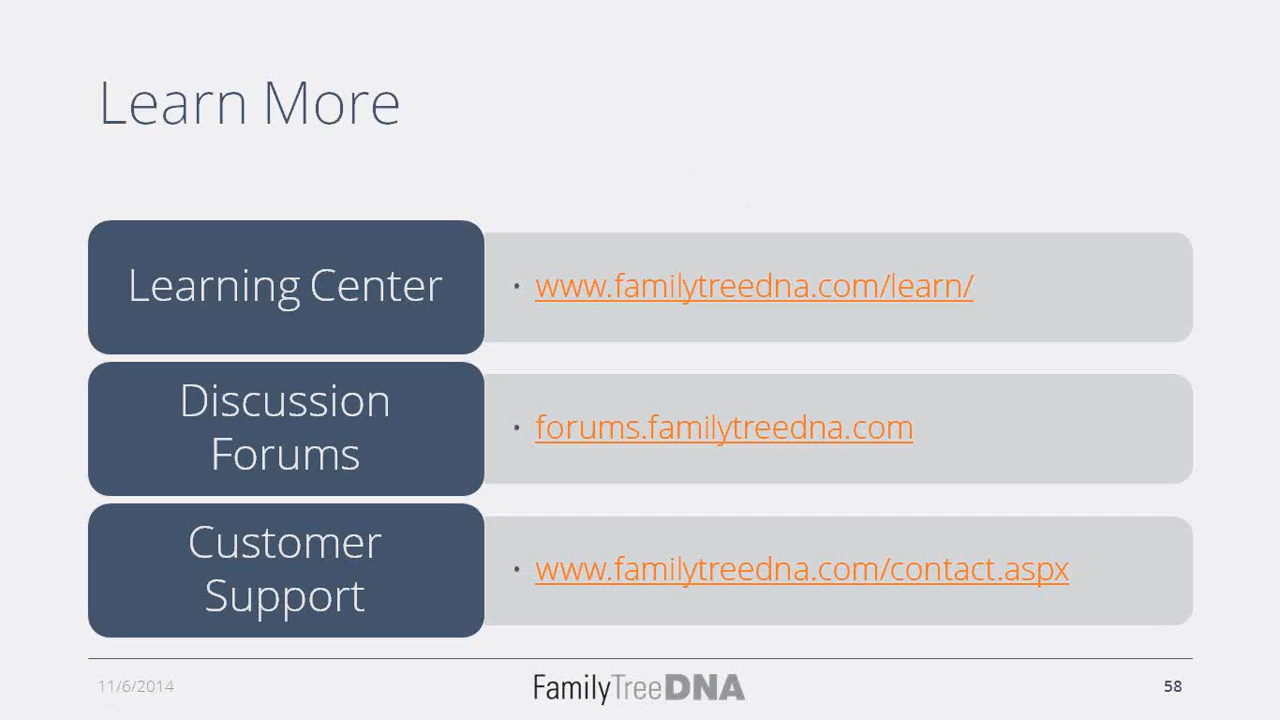 Learn More
Learning Center
• www.familytreedna.com/learn/
Discussion
Forums
• forums.familytreedna.com
Customer
Support
• www.familytreedna.com/contact.aspx
11/6/2014
FamilyTreeDNA
58